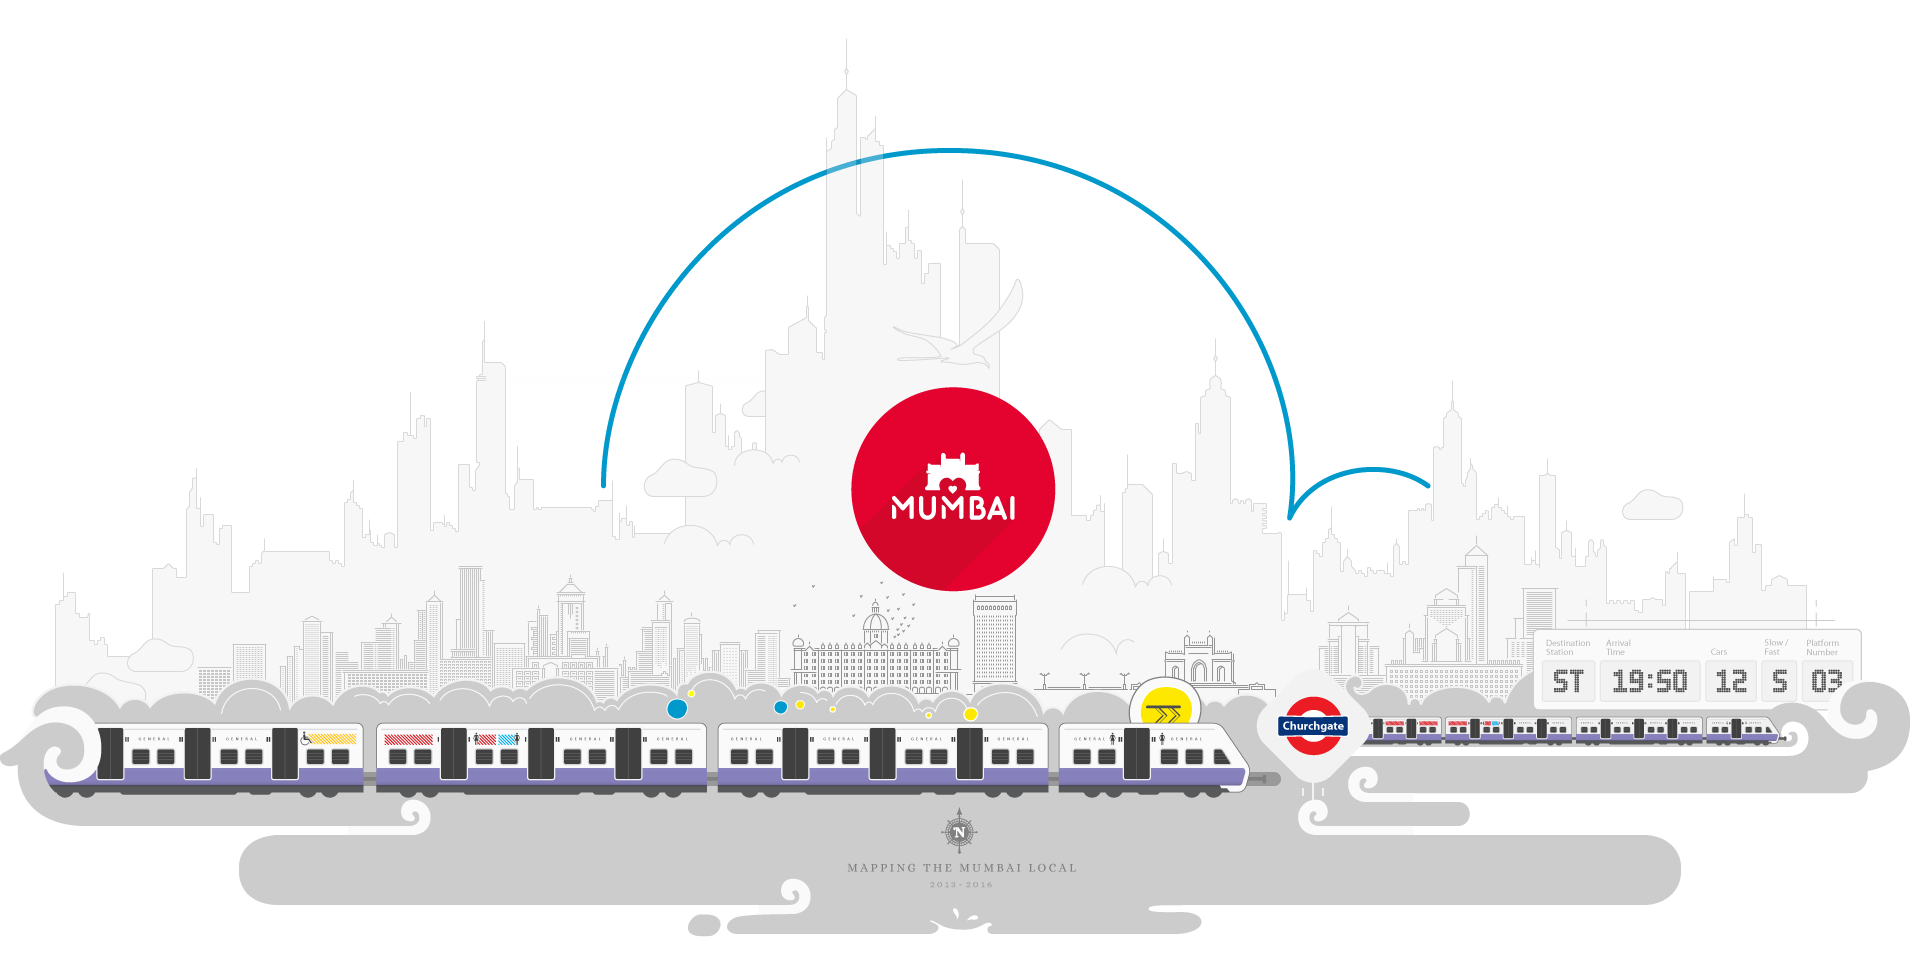 MUMBAI
Destination
Station
Arrival
Time
Cars
Slow /
Fast
Platform
Number
ST
19:50
12
S
03
Churchgate
GENERAL
GENERAL
GENERAL
GENERAL
GENERAL
GENERAL
GENERAL
GENERAL
GENERAL
GENERAL
GENERAL
N
MAPPING THE MUMBAI LOCAL
2013-2016